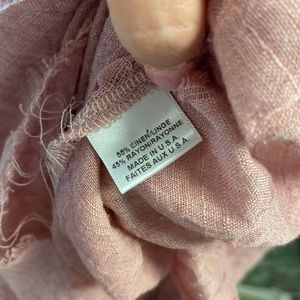 55% LINEN/LINGE
45% RAYON/RAYONNE
MADE IN U.S.A.
FAITES AUX U.S.A.